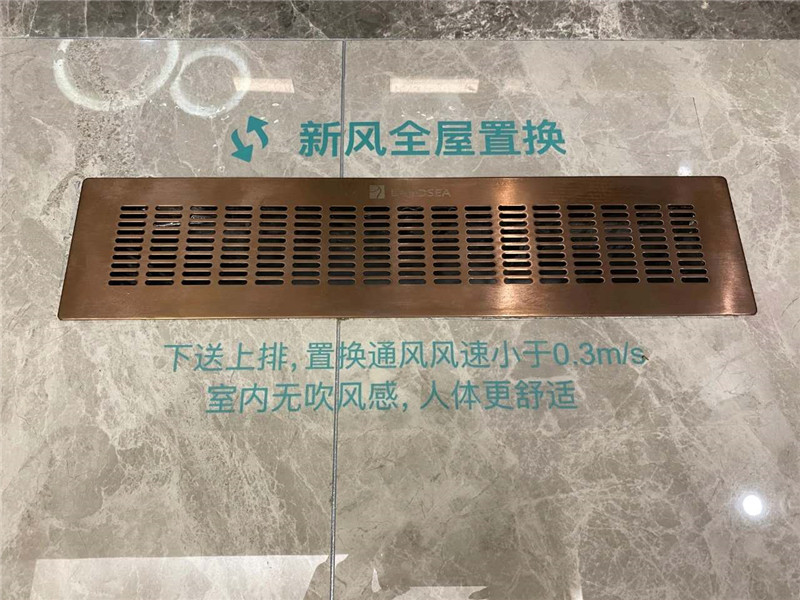 新风全屋置换
LANDSEA
下送上排，置换通风风速小于0.3m/s
室内无吹风感，人体更舒适